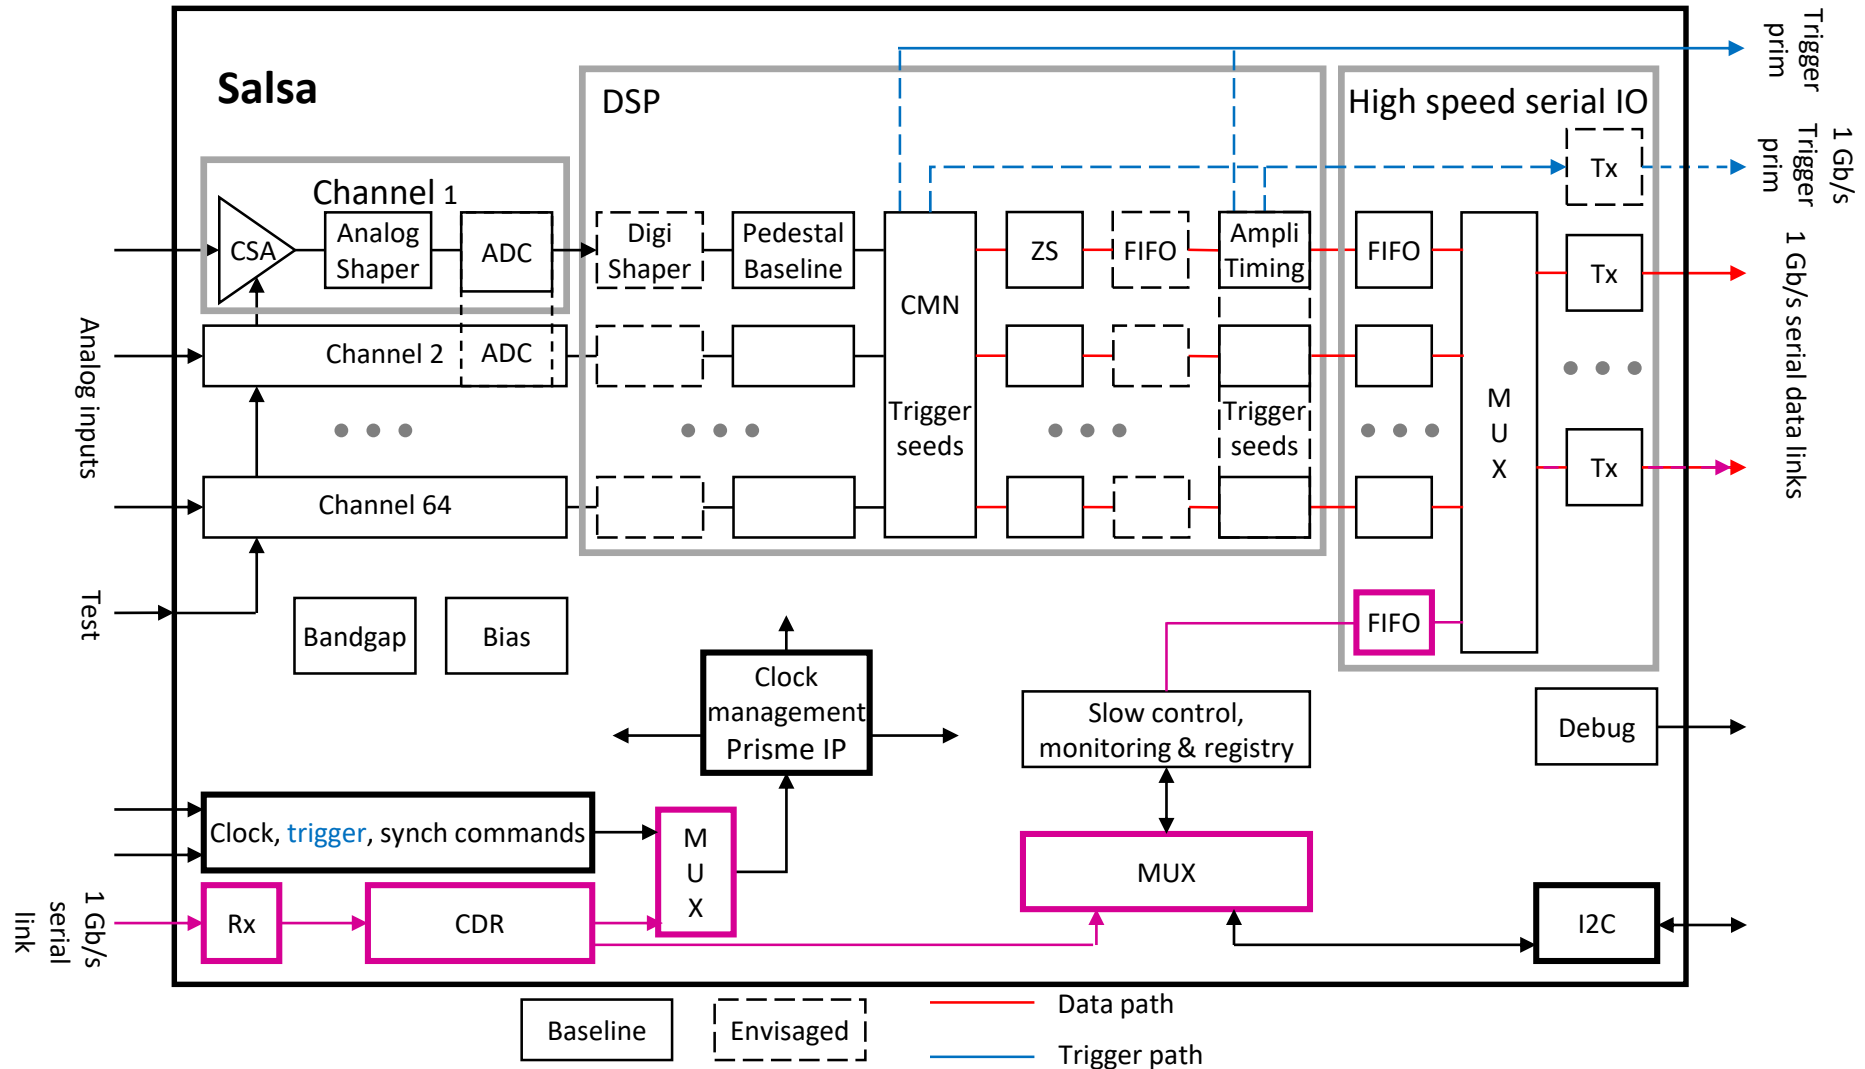 Salsa
DSP
High speed serial IO
Trigger
prim
1 Gb/s
Trigger
prim
Channel 1
CSA
Analog
Shaper
ADC
Digi
Shaper
Pedestal
Baseline
CMN
Trigger
seeds
ZS
FIFO
Ampli
Timing
FIFO
Tx
Tx
1 Gb/s serial data links
Channel 2
ADC
Trigger
seeds
M
U
X
Tx
Channel 64
Analog inputs
Test
Bandgap
Bias
FIFO
Clock
management
Prisme IP
Slow control,
monitoring & registry
Debug
Clock, trigger, synch commands
M
U
X
MUX
1 Gb/s
serial
link
Rx
CDR
I2C
Baseline
Envisaged
Data path
Trigger path